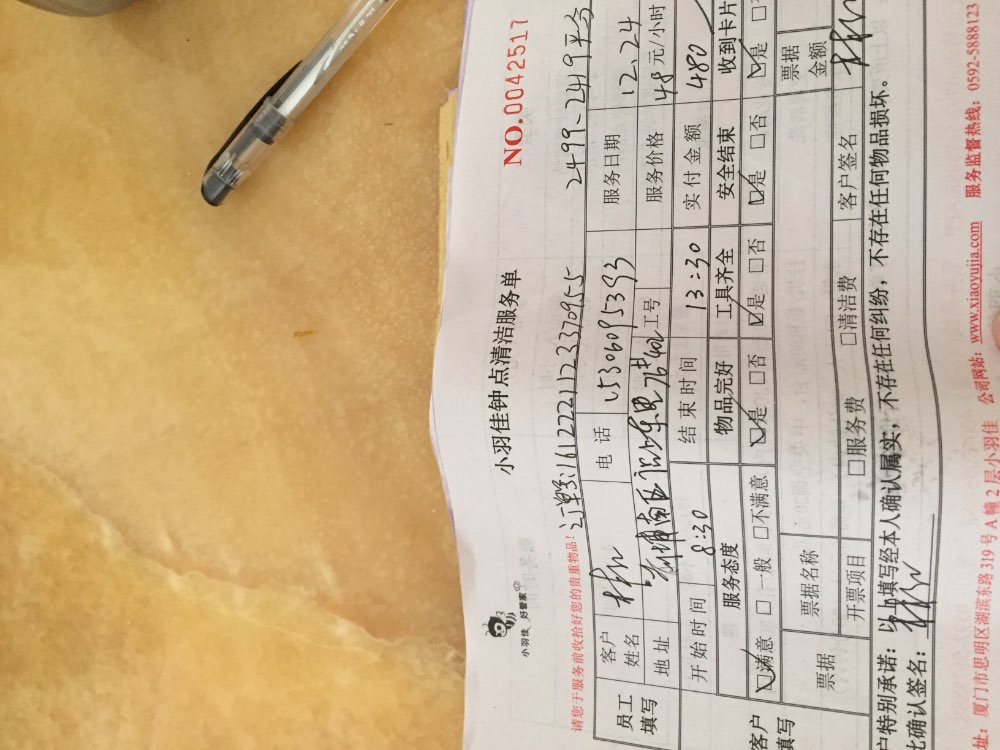 小羽佳 好管家
小羽佳钟点清洁服务单
NO.0042517
请您于服务前收拾好您的贵重物品! 订单号:16122221123370955 2499-2419
员工填写 客户姓名 电话 15306095393 服务日期 12.24
地址 工号 服务价格 48元/小时
开始时间 8:30 结束时间 13:30 实付金额 480
客户填写 服务态度 物品完好 工具齐全 安全结束 收到卡片
☑满意 □一般 □不满意 ☑是 □否 ☑是 □否 ☑是 □否 ☑是
票据 票据名称 票据金额
开票项目 □服务费 □清洁费 客户签名
户特别承诺:以上填写经本人确认属实,不存在任何纠纷,不存在任何物品损坏。
此确认签名:
址:厦门市思明区湖滨东路319号A幢2层小羽佳 公司网站:www.xiaoyujia.com 服务监督热线:0592-5888123